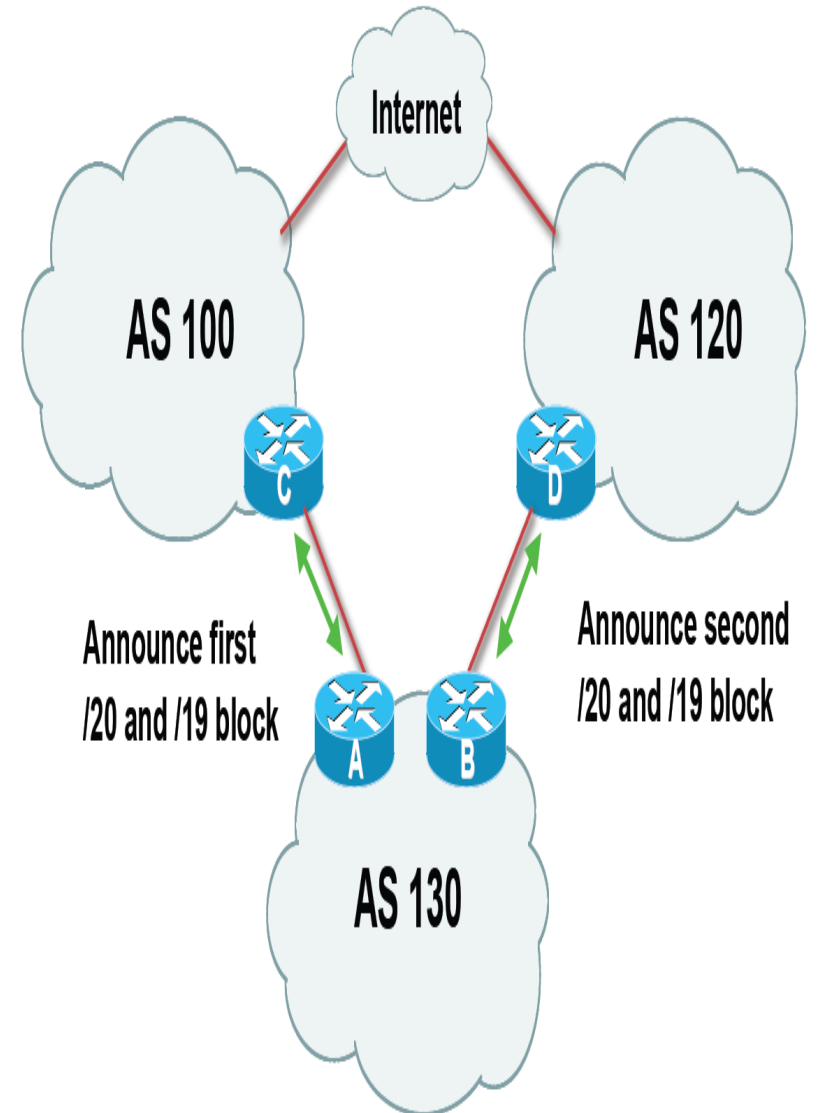 Internet
AS 100
AS 120
C
D
Announce first
/20 and /19 block
Announce second
/20 and /19 block
A
B
AS 130